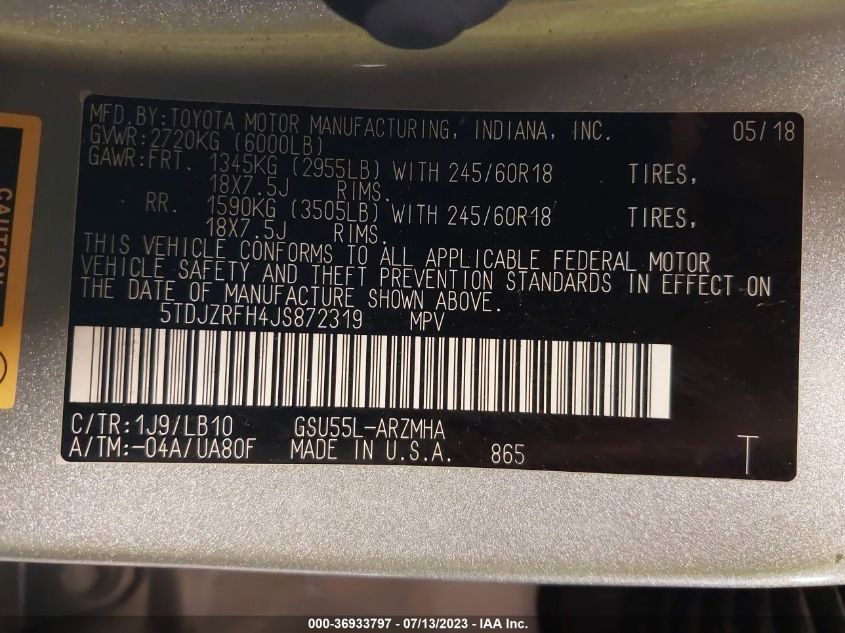 MFD.BY:TOYOTA MOTOR MANUFACTURING, INDIANA, INC. 05/18
GVWR:2720KG (6000LB)
GAWR:FRT. 1345KG (2955LB) WITH 245/60R18 TIRES,
18X7.5J RIMS.
RR. 1590KG (3505LB) WITH 245/60R18 TIRES,
18X7.5J RIMS.
THIS VEHICLE CONFORMS TO ALL APPLICABLE FEDERAL MOTOR
VEHICLE SAFETY AND THEFT PREVENTION STANDARDS IN EFFECT ON
THE DATE OF MANUFACTURE SHOWN ABOVE.
5TDJZRFH4JS872319 MPV
C/TR:1J9/LB10 GSU55L-ARZMHA
A/TM:-04A/UA80F MADE IN U.S.A. 865 T
CAUTION
000-36933797 - 07/13/2023 - IAA Inc.